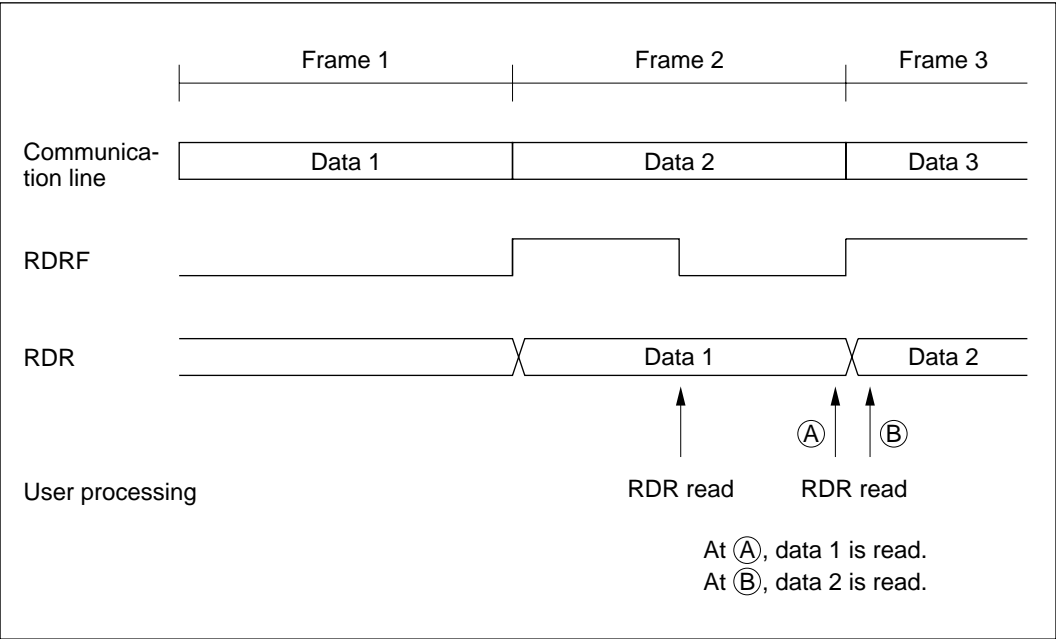 Frame 1 Frame 2 Frame 3
Communica-
tion line
Data 1 Data 2 Data 3
RDRF
RDR
Data 1 Data 2
A B
User processing
RDR read RDR read
At A, data 1 is read.
At B, data 2 is read.